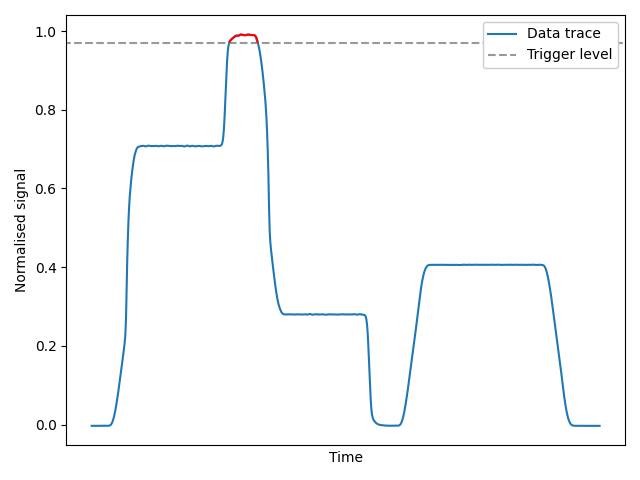 Data trace
Trigger level
1.0
0.8
0.6
0.4
0.2
0.0
Normalised signal
Time